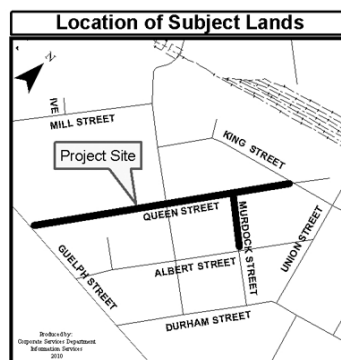 Location of Subject Lands
N
IVE
MILL STREET
KING STREET
Project Site
QUEEN STREET
MURDOCK STREET
UNION STREET
GUELPH STREET
ALBERT STREET
DURHAM STREET
Produced by:
Corporate Services Department
Information Services
2010